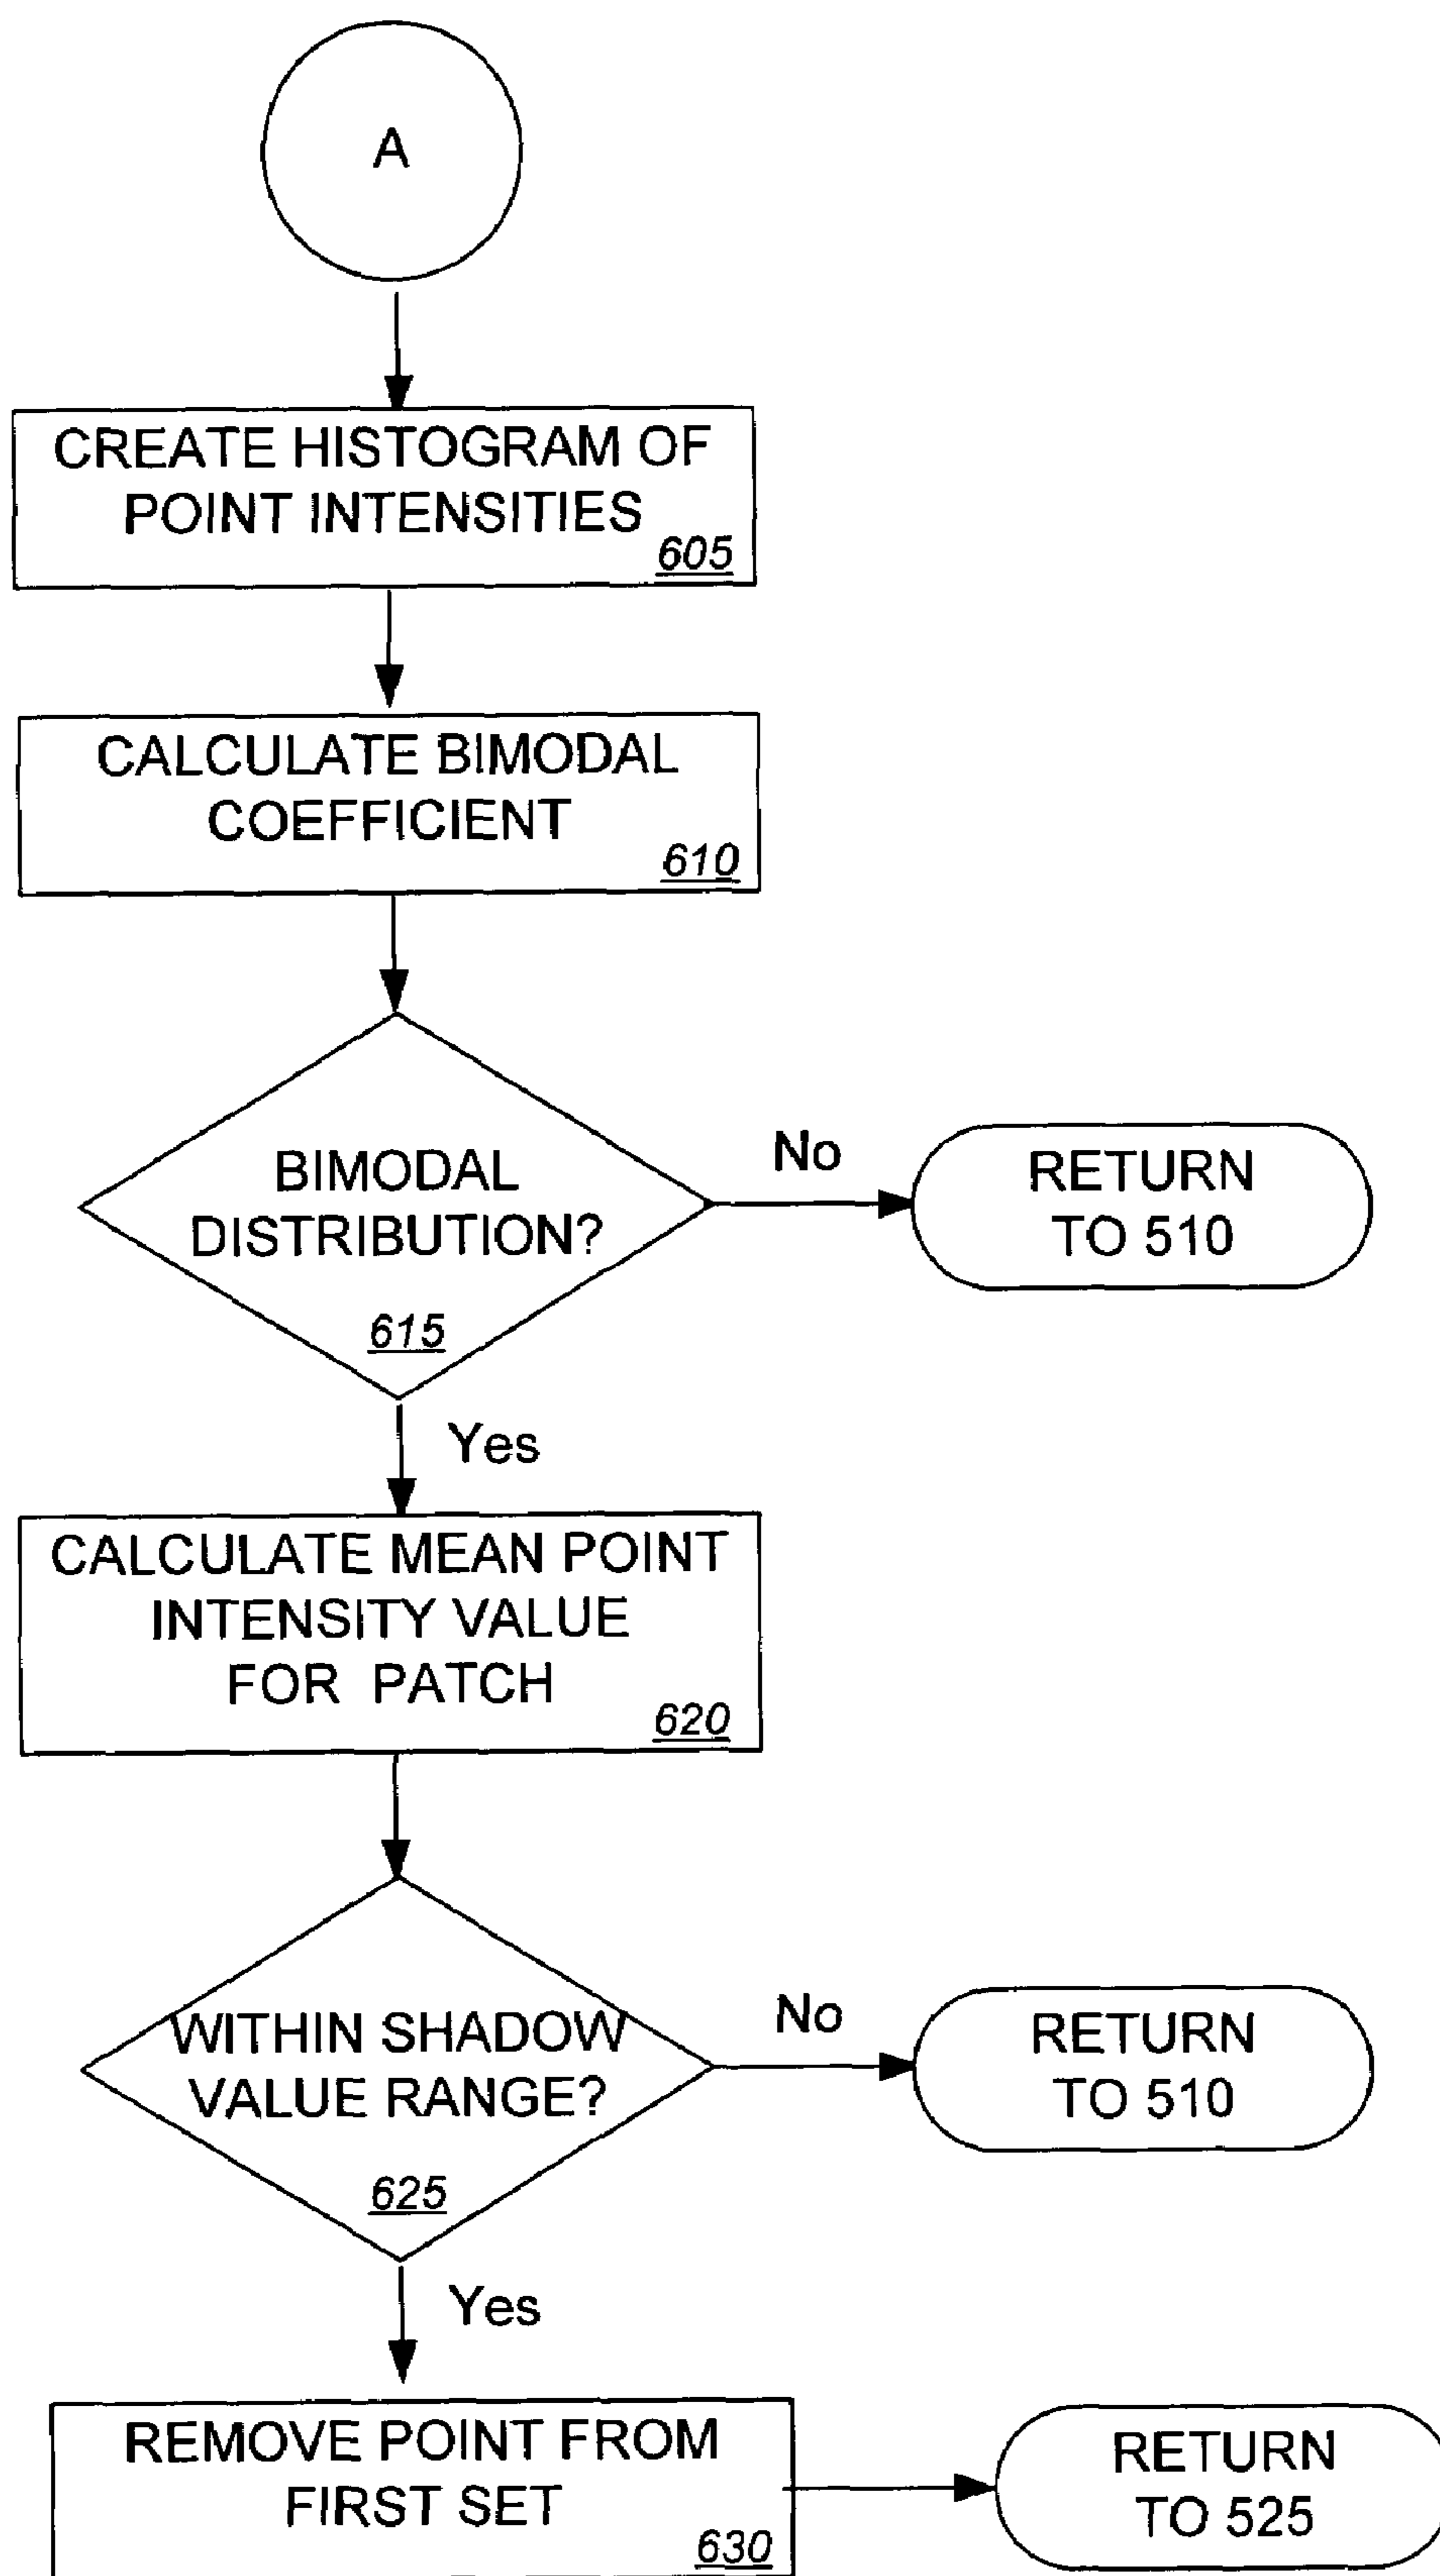 A
CREATE HISTOGRAM OF
POINT INTENSITIES
605
CALCULATE BIMODAL
COEFFICIENT
610
BIMODAL
DISTRIBUTION?
615
No
RETURN
TO 510
Yes
CALCULATE MEAN POINT
INTENSITY VALUE
FOR PATCH
620
WITHIN SHADOW
VALUE RANGE?
625
No
RETURN
TO 510
Yes
REMOVE POINT FROM
FIRST SET
630
RETURN
TO 525